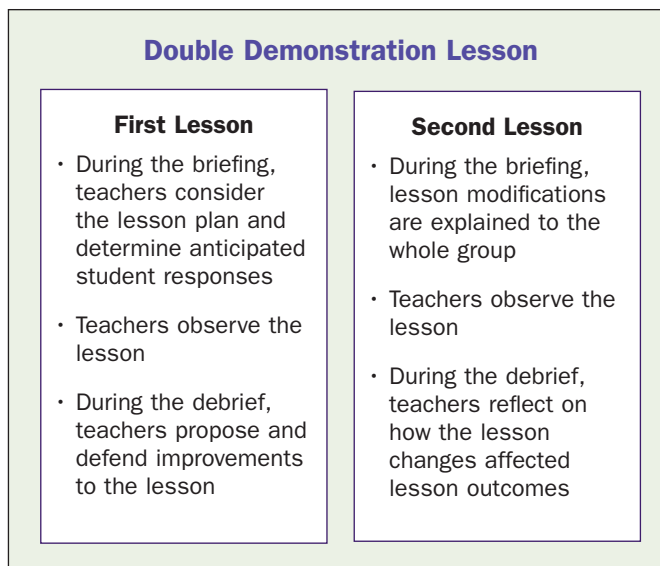 Double Demonstration Lesson
First Lesson
· During the briefing,
teachers consider
the lesson plan and
determine anticipated
student responses
· Teachers observe the
lesson
· During the debrief,
teachers propose and
defend improvements
to the lesson
Second Lesson
· During the briefing,
lesson modifications
are explained to the
whole group
· Teachers observe the
lesson
· During the debrief,
teachers reflect on
how the lesson
changes affected
lesson outcomes